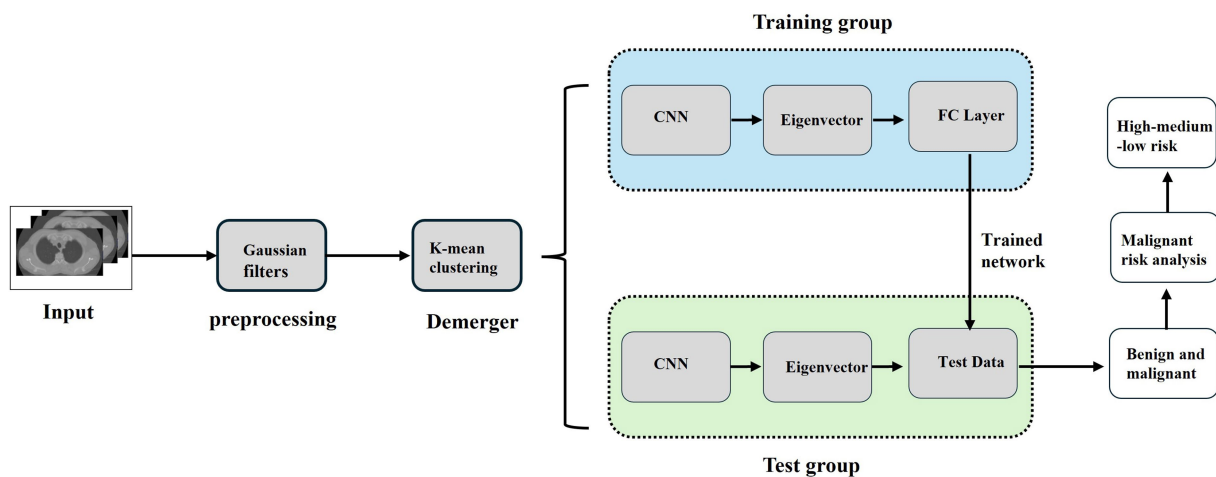 Training group
CNN
Eigenvector
FC Layer
High-medium
-low risk
Gaussian
filters
K-mean
clustering
Trained
network
Malignant
risk analysis
Input
preprocessing
Demerger
CNN
Eigenvector
Test Data
Benign and
malignant
Test group